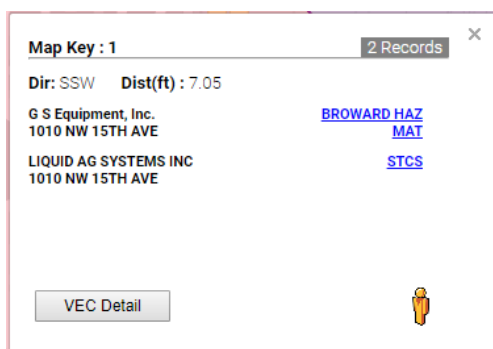 Map Key : 1 2 Records
×
Dir: SSW Dist(ft) : 7.05
G S Equipment, Inc. BROWARD HAZ
1010 NW 15TH AVE MAT
LIQUID AG SYSTEMS INC STCS
1010 NW 15TH AVE
VEC Detail